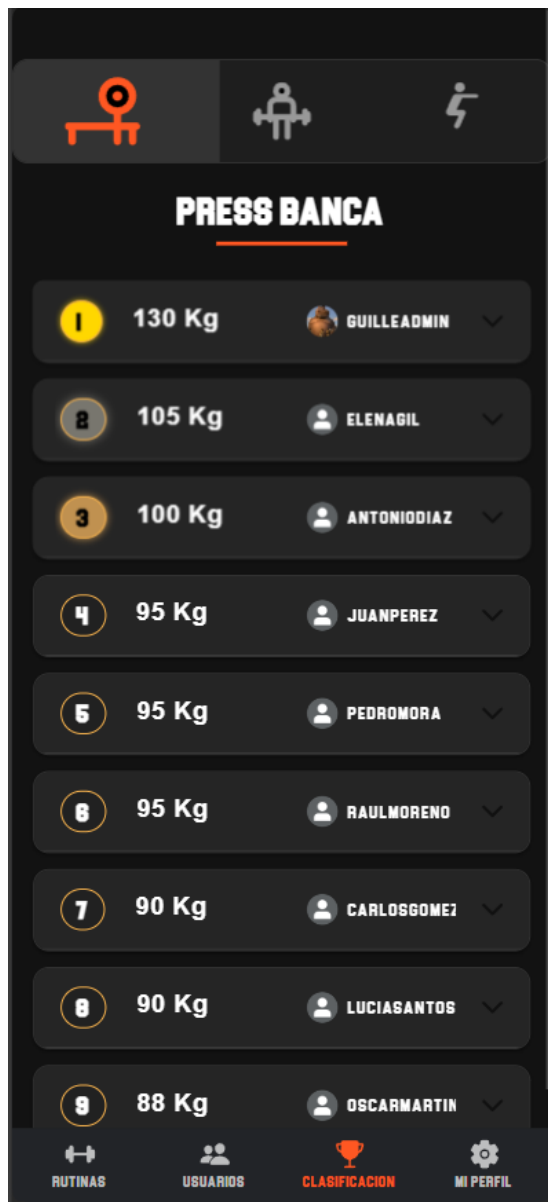 PRESS BANCA
1 130 Kg GUILLEADMIN
2 105 Kg ELENAGIL
3 100 Kg ANTONIODIAZ
4 95 Kg JUANPEREZ
5 95 Kg PEDROMORA
6 95 Kg RAULMORENO
7 90 Kg CARLOSGOMEZ
8 90 Kg LUCIASANTOS
9 88 Kg OSCARMARTIN
RUTINAS USUARIOS CLASIFICACION MI PERFIL